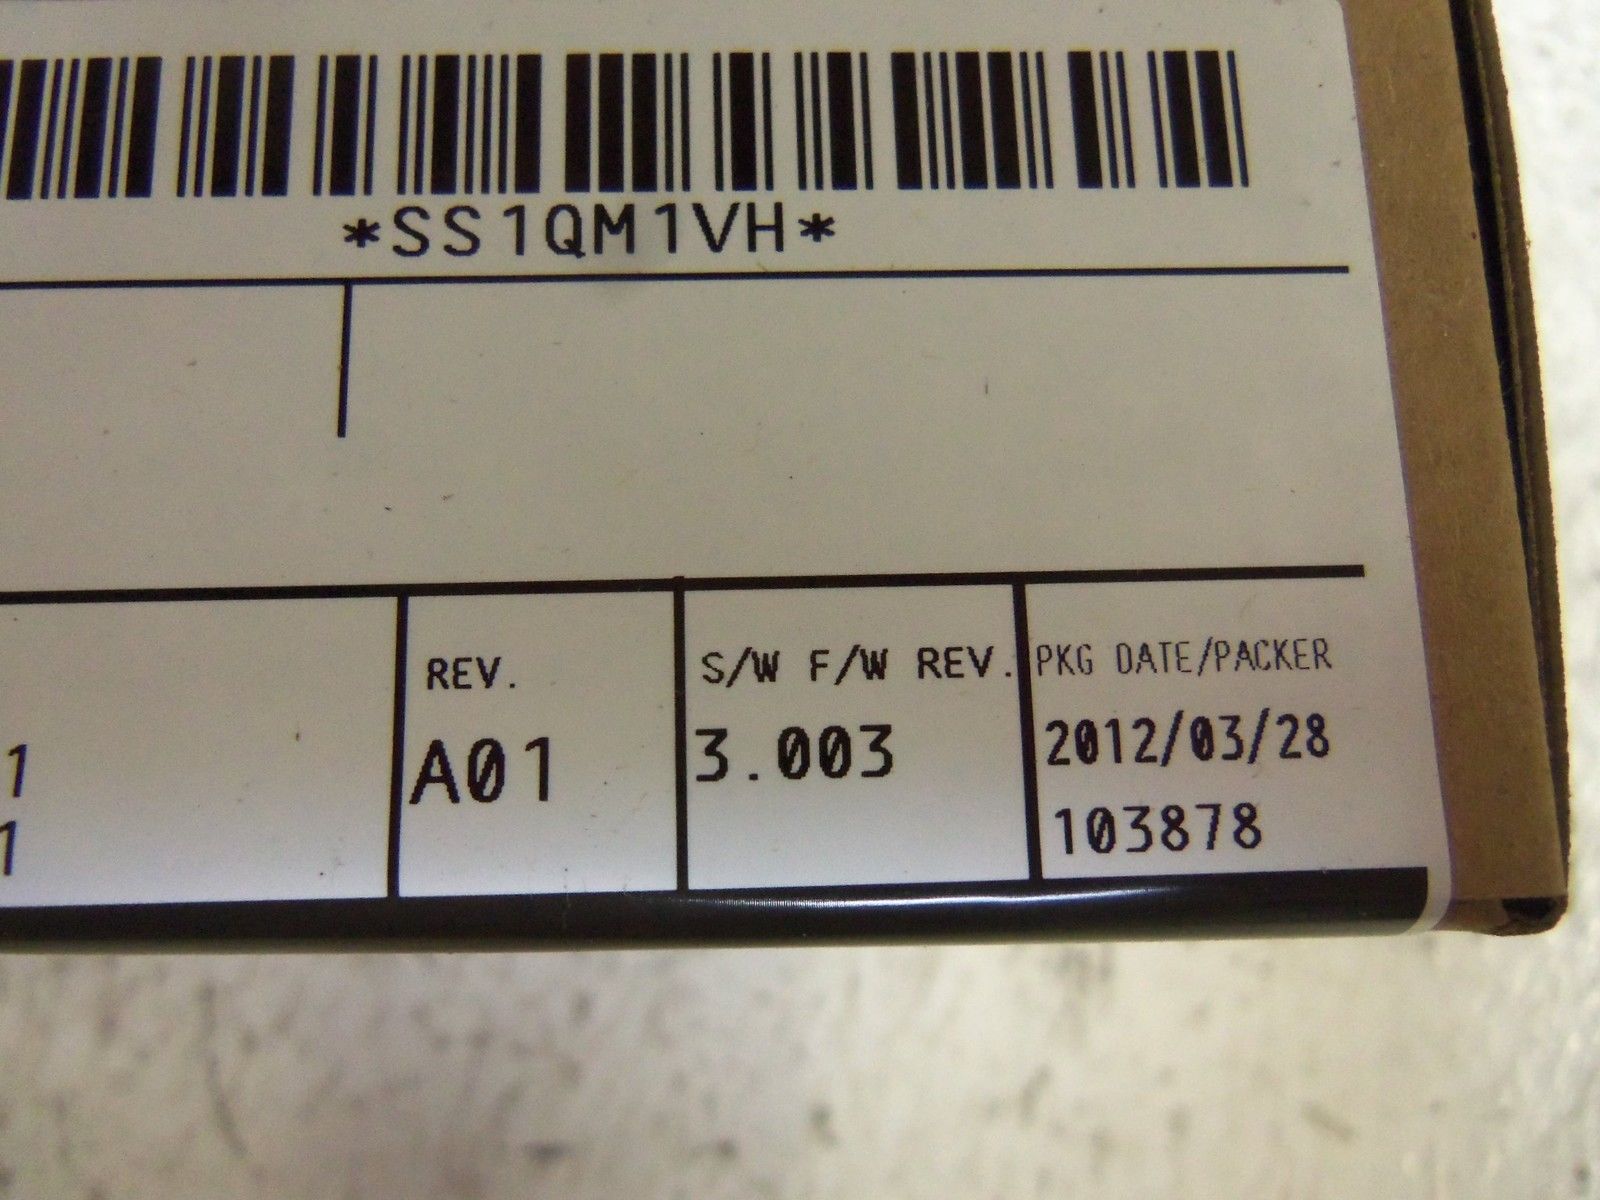 *SS1QM1VH*
REV.
S/W F/W REV.
PKG DATE/PACKER
A01
3.003
2012/03/28
1
103878
1